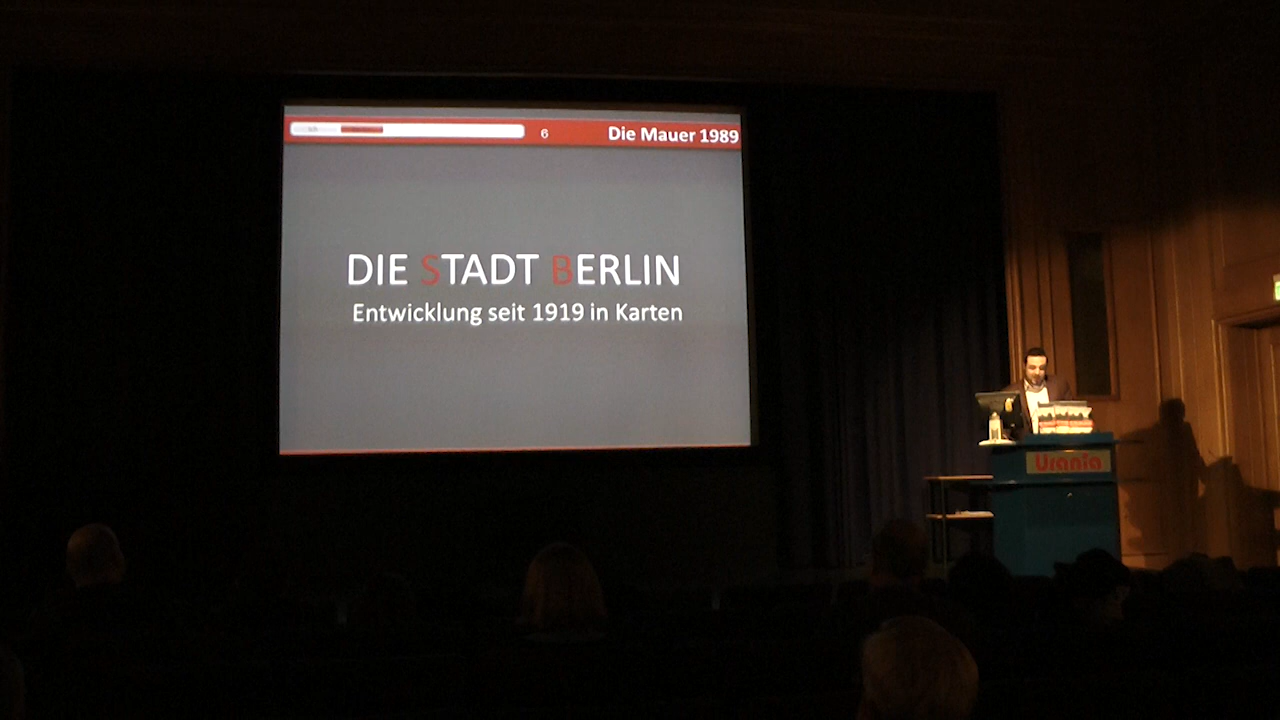 6 Die Mauer 1989
DIE STADT BERLIN
Entwicklung seit 1919 in Karten
Urania